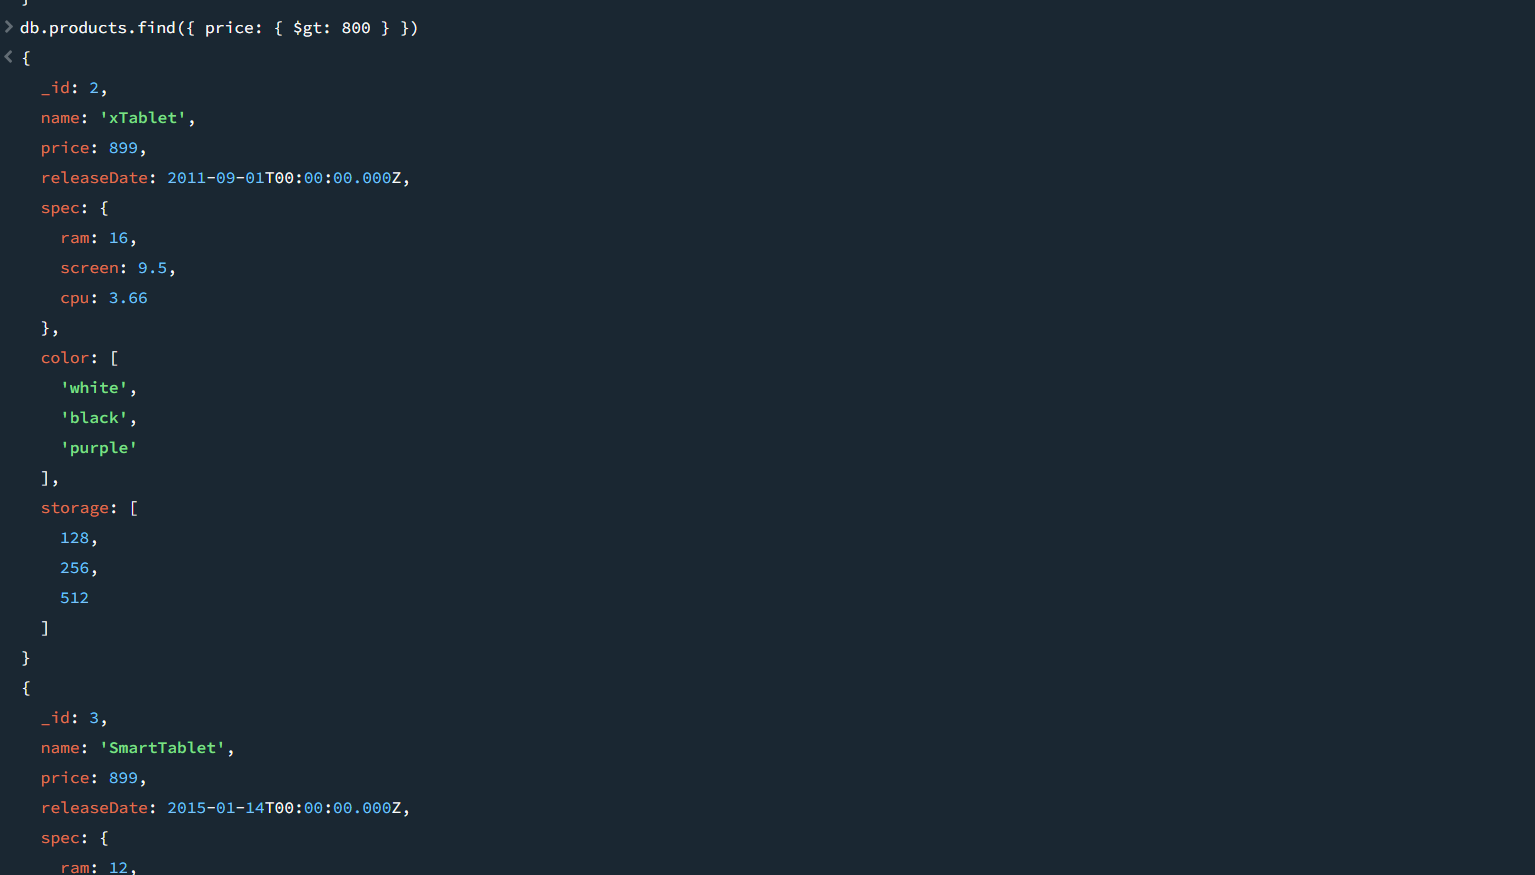 }
db.products.find({ price: { $gt: 800 } })
{
_id: 2,
name: 'xTablet',
price: 899,
releaseDate: 2011-09-01T00:00:00.000Z,
spec: {
ram: 16,
screen: 9.5,
cpu: 3.66
},
color: [
'white',
'black',
'purple'
],
storage: [
128,
256,
512
]
}
{
_id: 3,
name: 'SmartTablet',
price: 899,
releaseDate: 2015-01-14T00:00:00.000Z,
spec: {
ram: 12,